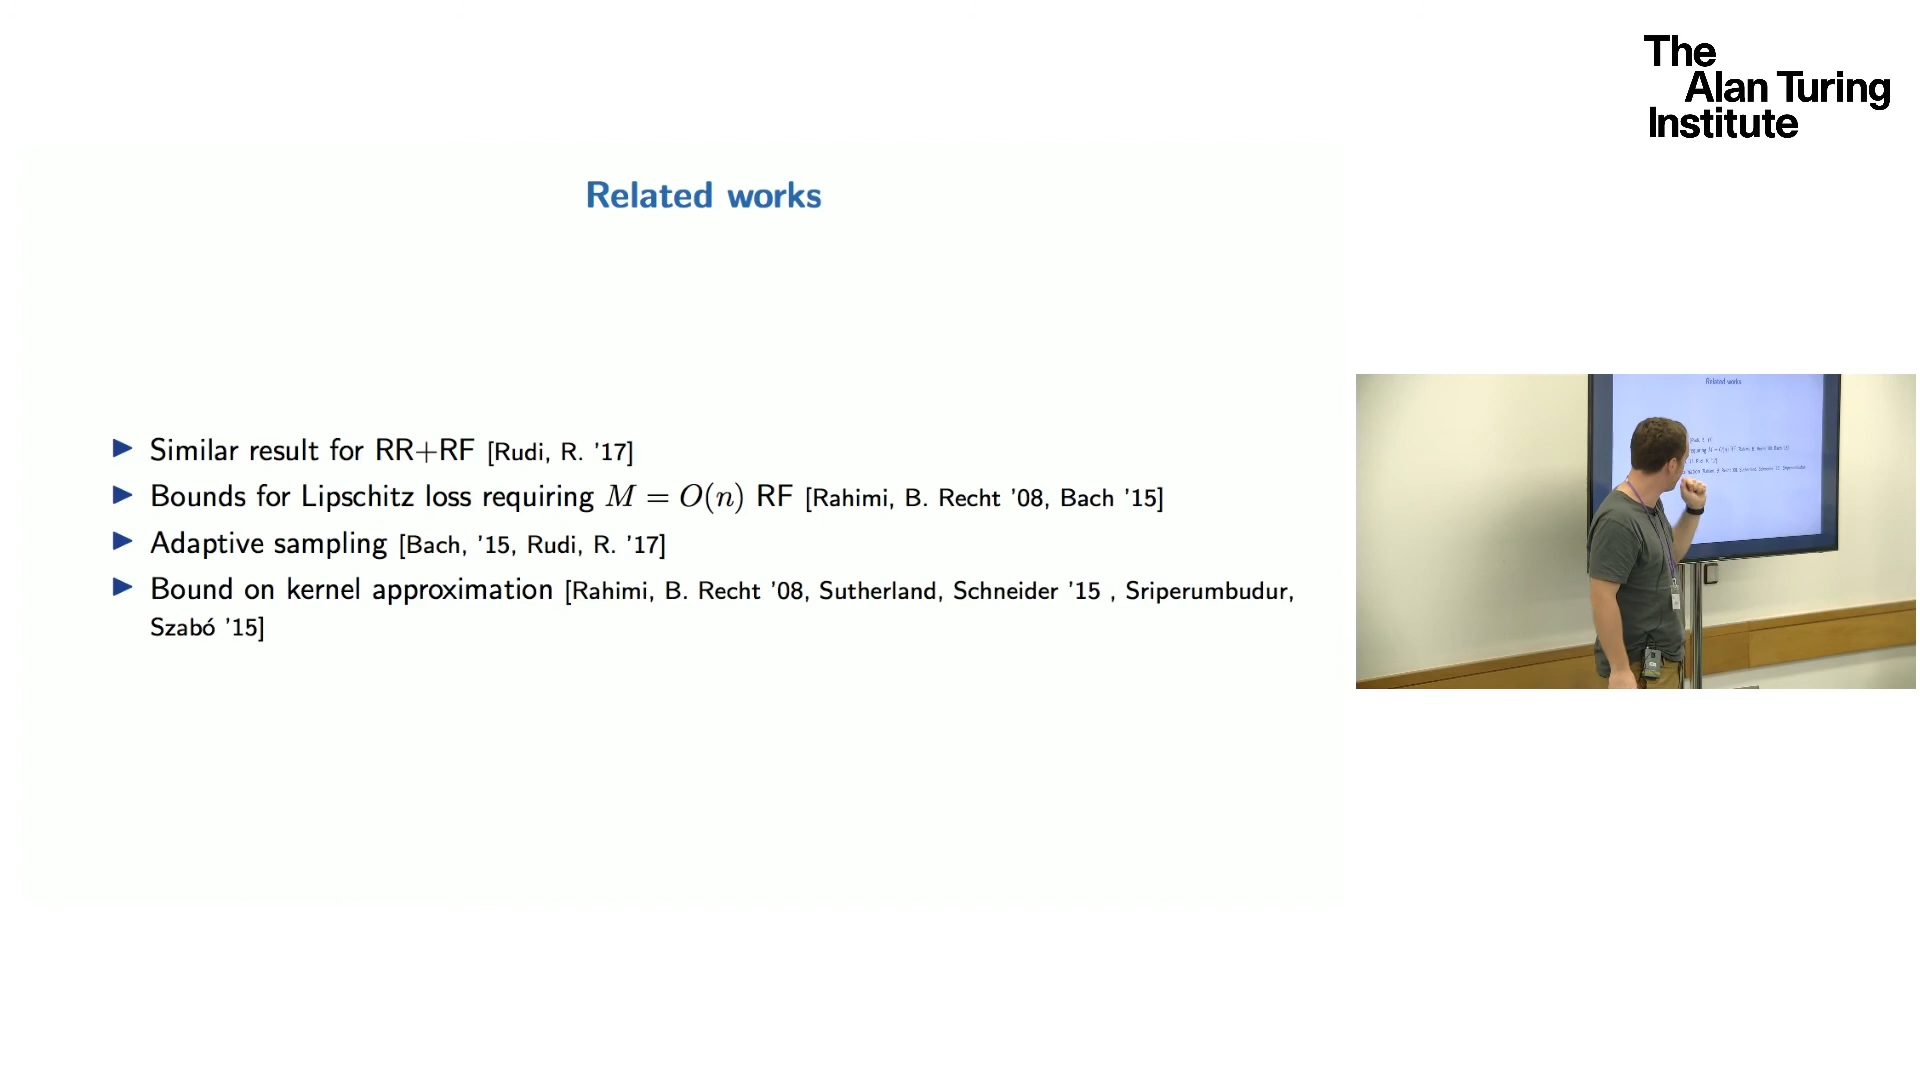 The
Alan Turing
Institute
Related works
Similar result for RR+RF [Rudi, R. '17]
Bounds for Lipschitz loss requiring M = O(n) RF [Rahimi, B. Recht '08, Bach '15]
Adaptive sampling [Bach, '15, Rudi, R. '17]
Bound on kernel approximation [Rahimi, B. Recht '08, Sutherland, Schneider '15 , Sriperumbudur,
Szabó '15]
Related works